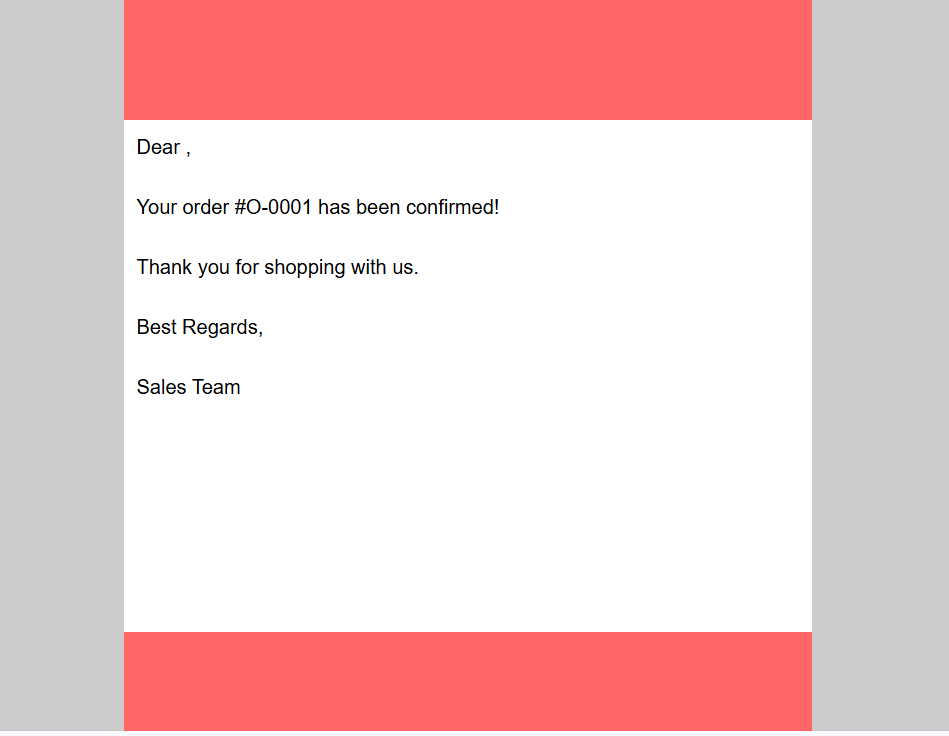 Dear ,
Your order #O-0001 has been confirmed!
Thank you for shopping with us.
Best Regards,
Sales Team